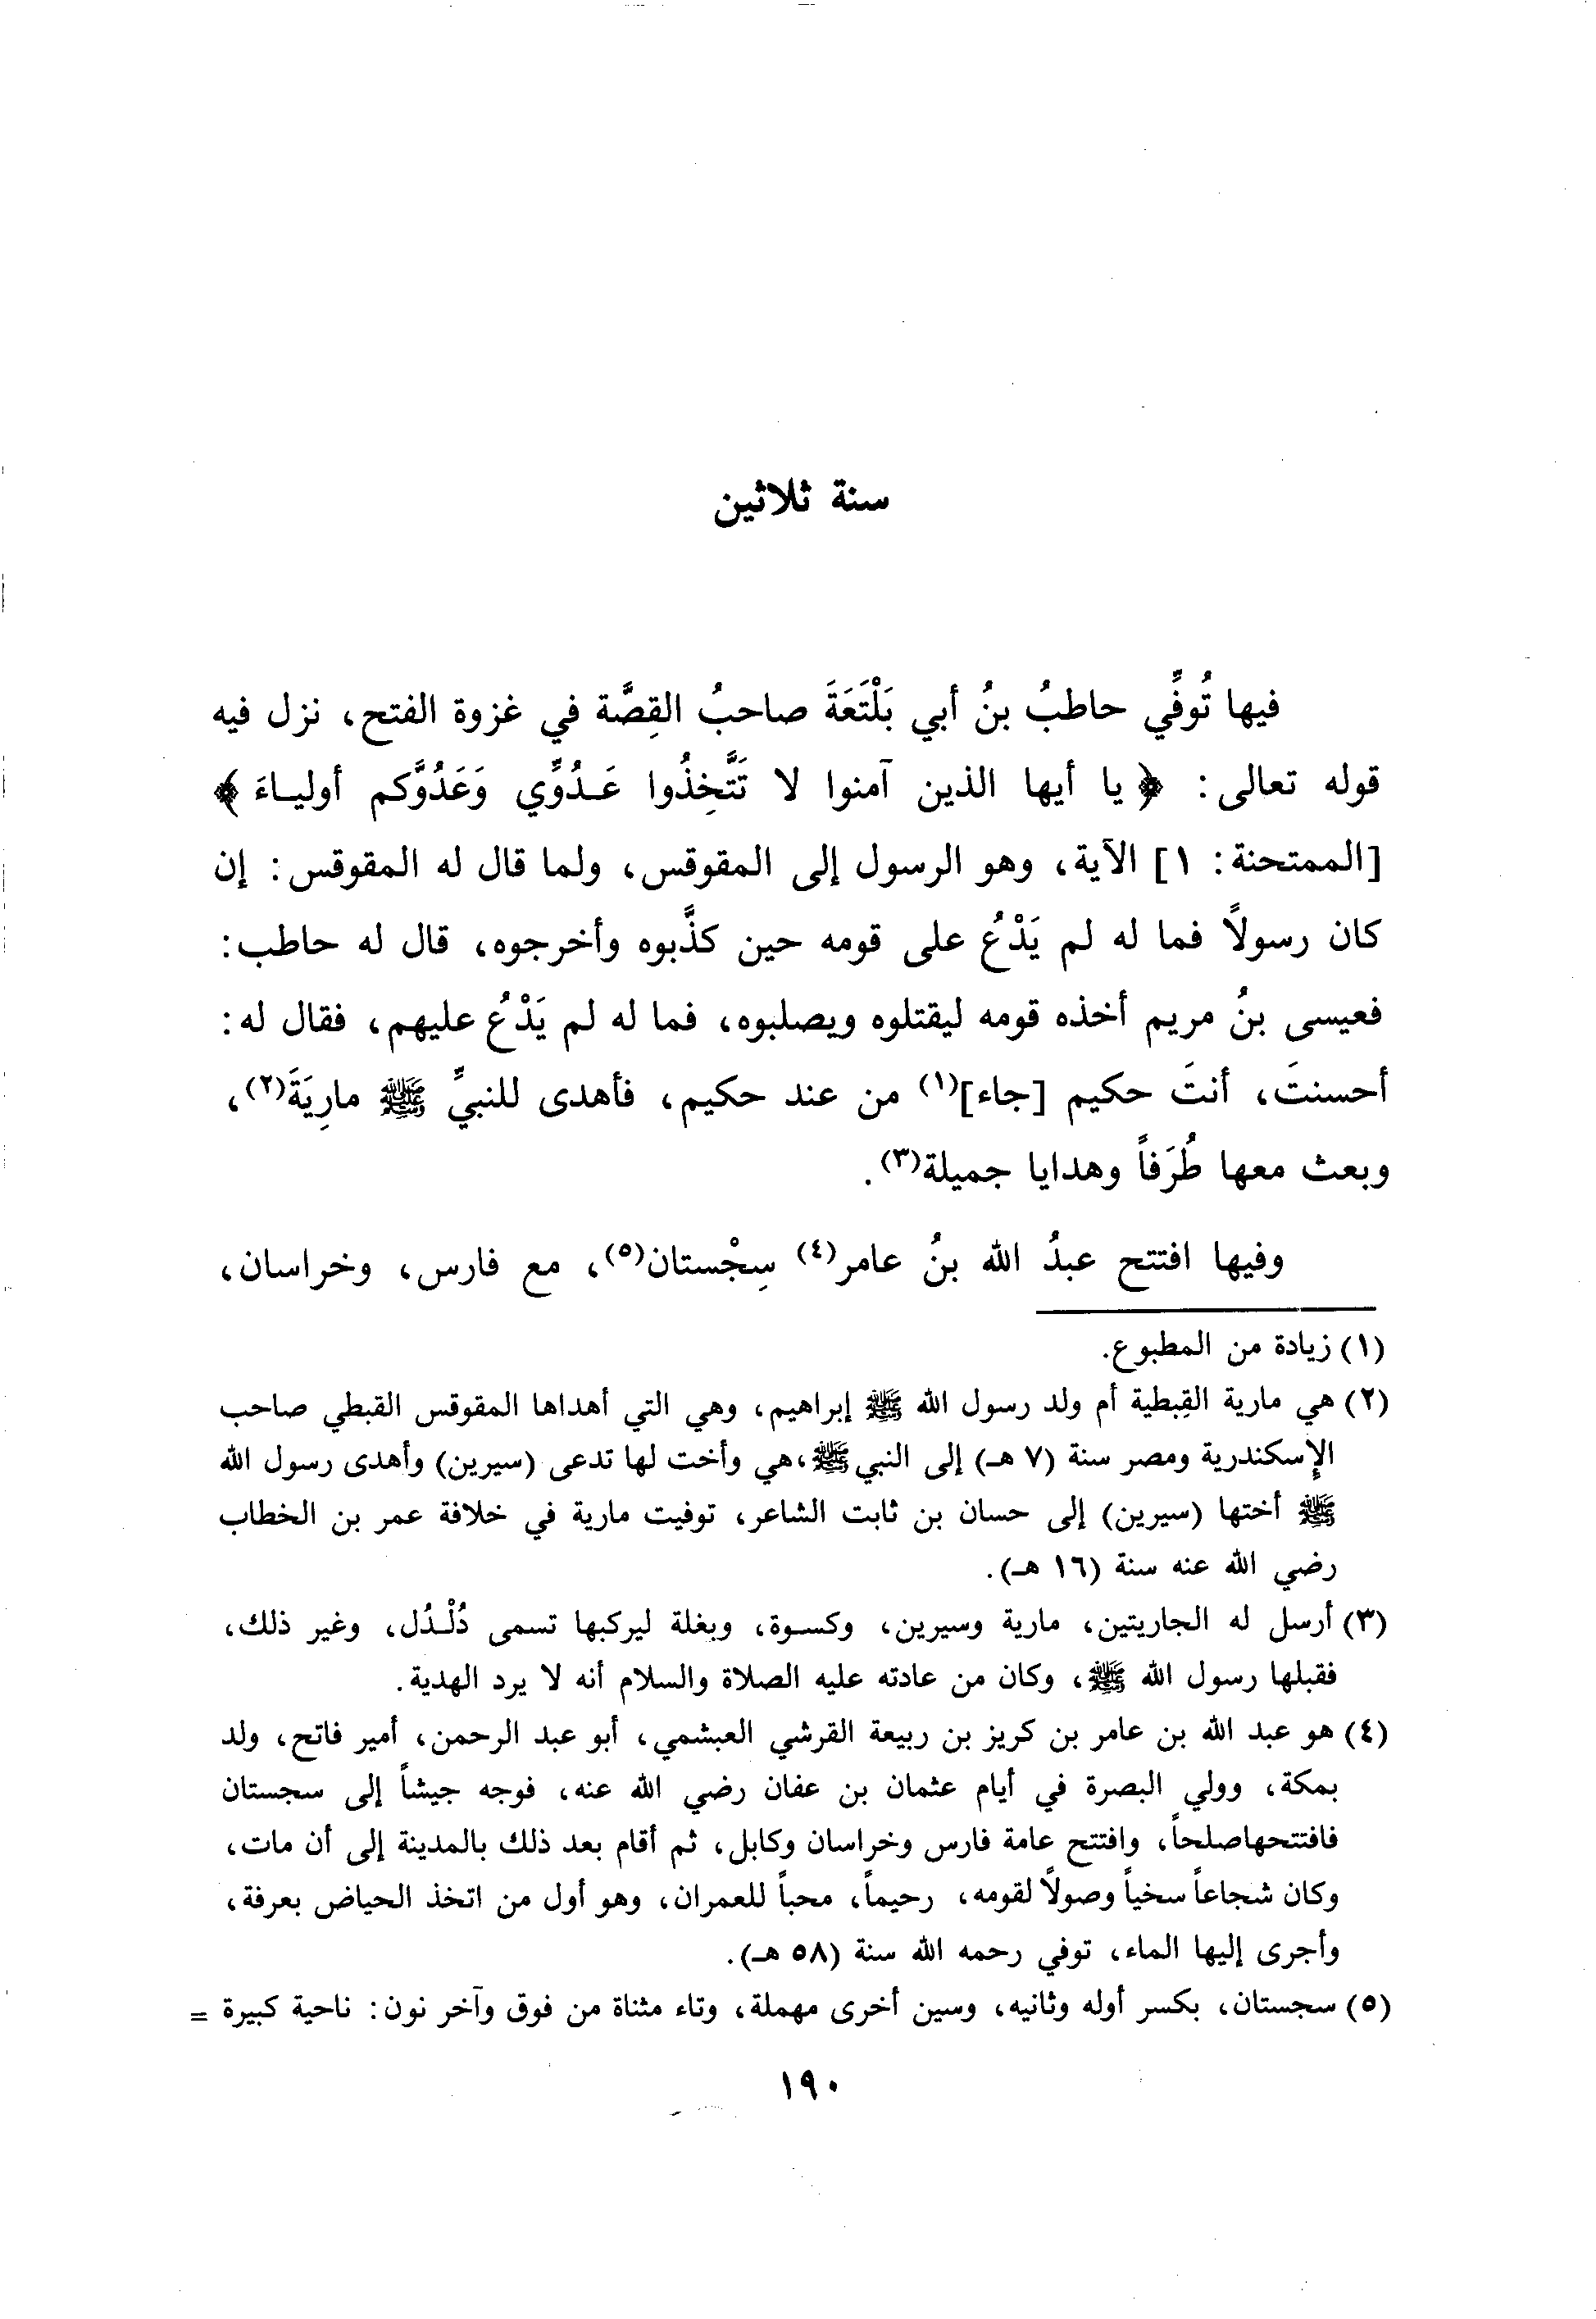 سنة ثلاثين
فيها تُوفِّي حاطبُ بنُ أبي بَلْتَعَةَ صاحبُ القِصَّة في غزوة الفتح، نزل فيه
قوله تعالى: ﴿يا أيها الذين آمنوا لا تَتَّخِذُوا عَـدُوِّي وَعَدُوَّكم أوليـاءَ﴾
[الممتحنة: ١] الآية، وهو الرسول إلى المقوقس، ولما قال له المقوقس: إن
كان رسولاً فما له لم يَدْعُ على قومه حين كذَّبوه وأخرجوه، قال له حاطب:
فعيسى بنُ مريم أخذه قومه ليقتلوه ويصلبوه، فما له لم يَدْعُ عليهم، فقال له:
أحسنتَ، أنتَ حكيم [جاء](١) من عند حكيم، فأهدى للنبيِّ ﷺ مارِيَةَ(٢)،
وبعث معها طُرَفاً وهدايا جميلة(٣).
وفيها افتتح عبدُ الله بنُ عامر(٤) سِجْستان(٥)، مع فارس، وخراسان،
(١) زيادة من المطبوع.
(٢) هي مارية القِبطية أم ولد رسول الله ﷺ إبراهيم، وهي التي أهداها المقوقس القبطي صاحب
الإسكندرية ومصر سنة (٧ هـ) إلى النبي ﷺ، هي وأخت لها تدعى (سيرين) وأهدى رسول الله
ﷺ أختها (سيرين) إلى حسان بن ثابت الشاعر، توفيت مارية في خلافة عمر بن الخطاب
رضي الله عنه سنة (١٦ هـ).
(٣) أرسل له الجاريتين، مارية وسيرين، وكسـوة، وبغلة ليركبها تسمى دُلْـدُل، وغير ذلك،
فقبلها رسول الله ﷺ، وكان من عادته عليه الصلاة والسلام أنه لا يرد الهدية.
(٤) هو عبد الله بن عامر بن كريز بن ربيعة القرشي العبشمي، أبو عبد الرحمن، أمير فاتح، ولد
بمكة، وولي البصرة في أيام عثمان بن عفان رضي الله عنه، فوجه جيشاً إلى سجستان
فافتتحهاصلحاً، وافتتح عامة فارس وخراسان وكابل، ثم أقام بعد ذلك بالمدينة إلى أن مات،
وكان شجاعاً سخياً وصولاً لقومه، رحيماً، محباً للعمران، وهو أول من اتخذ الحياض بعرفة،
وأجرى إليها الماء، توفي رحمه الله سنة (٥٨ هـ).
(٥) سجستان، بكسر أوله وثانيه، وسين أخرى مهملة، وتاء مثناة من فوق وآخر نون: ناحية كبيرة =
١٩٠